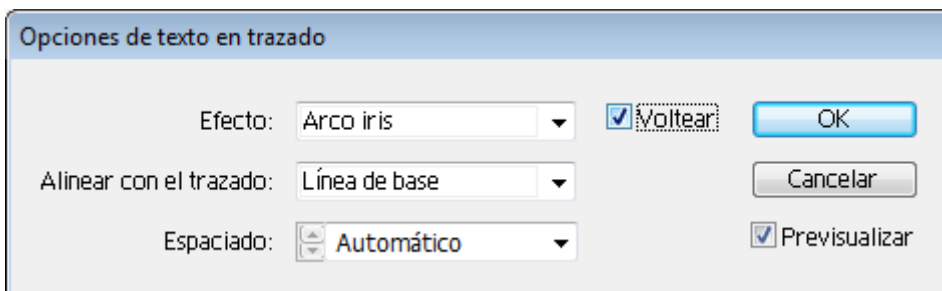 Opciones de texto en trazado
Efecto: Arco iris Voltear OK
Alinear con el trazado: Línea de base Cancelar
Espaciado: Automático Previsualizar